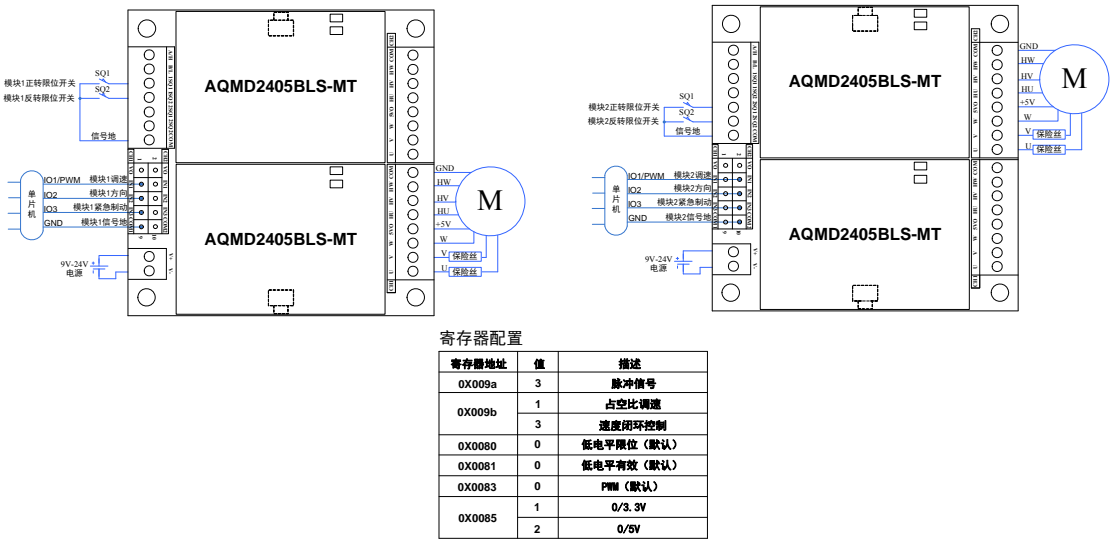 AQMD2405BLS-MT
SQ1
模块1正转限位开关
SQ2
模块1反转限位开关
信号地
单片机
IO1/PWM 模块1调速
IO2 模块1方向
IO3 模块1紧急制动
GND 模块1信号地
9V-24V
电源
+
V+
V-
AQMD2405BLS-MT
GND
HW
HV
HU
+5V
W
V 保险丝
U 保险丝
M
AQMD2405BLS-MT
GND
HW
HV
HU
+5V
W
V 保险丝
U 保险丝
M
SQ1
模块2正转限位开关
SQ2
模块2反转限位开关
信号地
单片机
IO1/PWM 模块2调速
IO2 模块2方向
IO3 模块2紧急制动
GND 模块2信号地
9V-24V
电源
+
V+
V-
AQMD2405BLS-MT
寄存器配置
寄存器地址 值 描述
0X009a 3 脉冲信号
0X009b 1 占空比调速
3 速度闭环控制
0X0080 0 低电平限位（默认）
0X0081 0 低电平有效（默认）
0X0083 0 PWM（默认）
0X0085 1 0/3.3V
2 0/5V